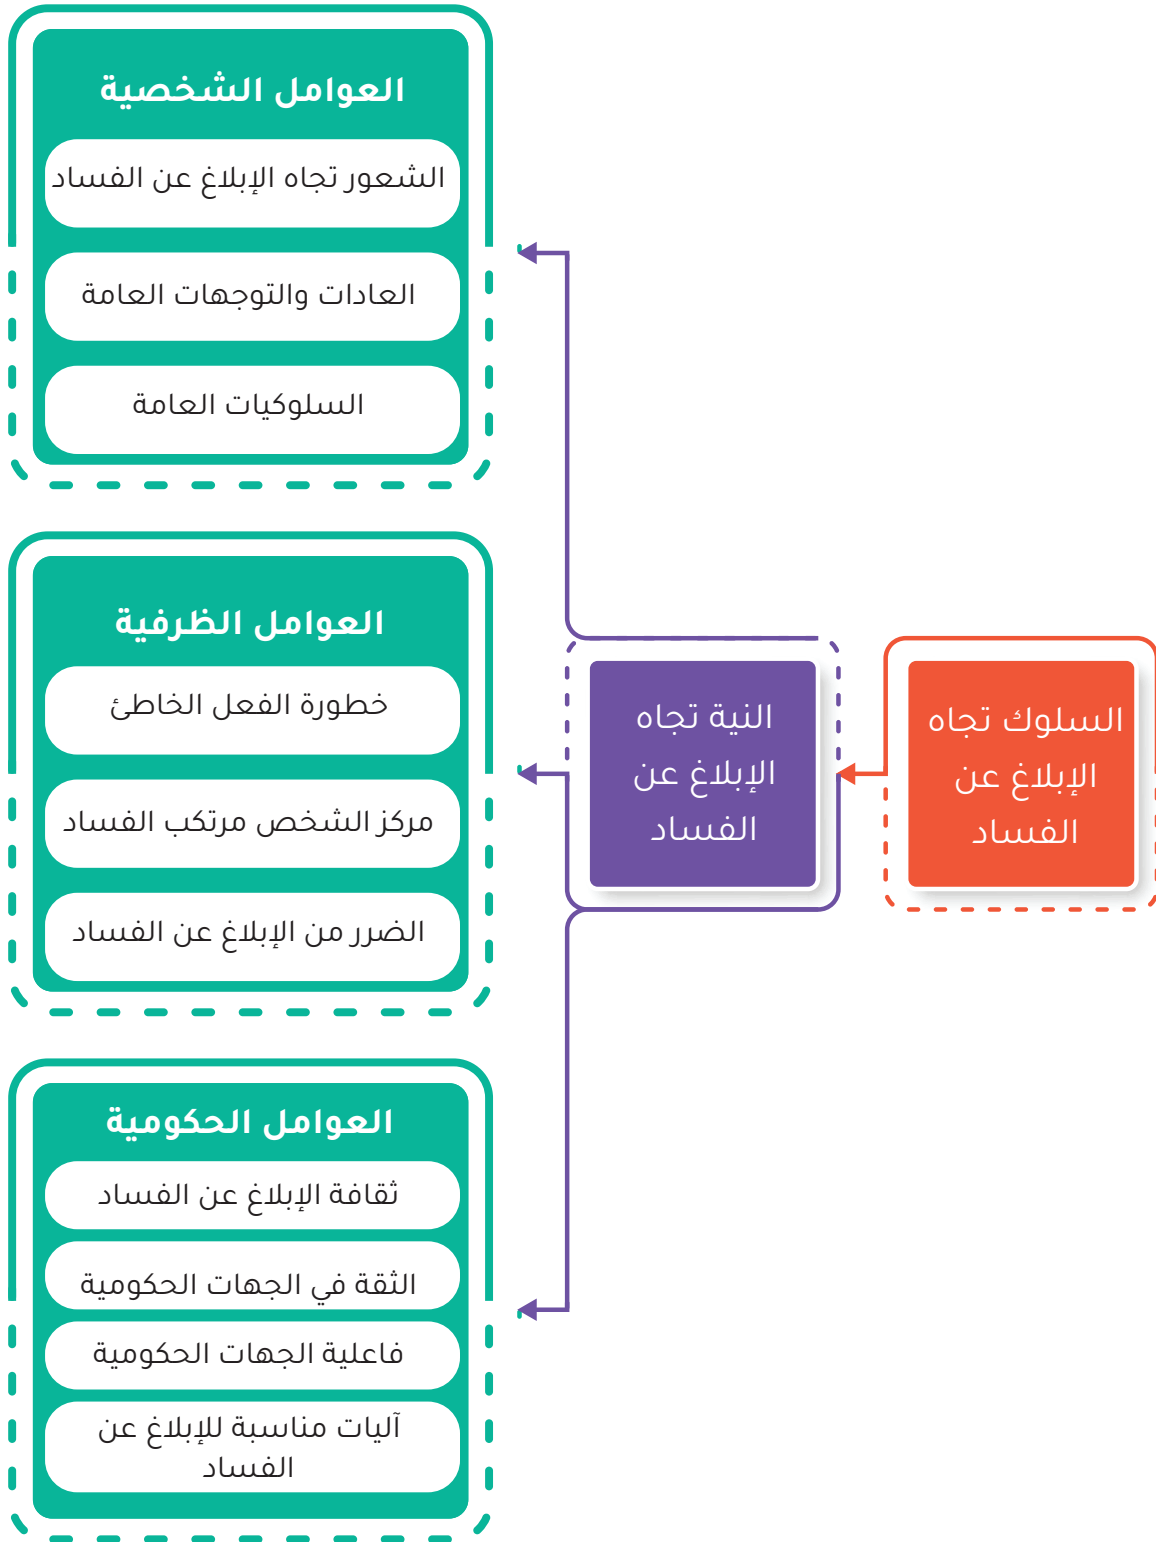 السلوك تجاه
الإبلاغ عن
الفساد
النية تجاه
الإبلاغ عن
الفساد
العوامل الشخصية
الشعور تجاه الإبلاغ عن الفساد
العادات والتوجهات العامة
السلوكيات العامة
العوامل الظرفية
خطورة الفعل الخاطئ
مركز الشخص مرتكب الفساد
الضرر من الإبلاغ عن الفساد
العوامل الحكومية
ثقافة الإبلاغ عن الفساد
الثقة في الجهات الحكومية
فاعلية الجهات الحكومية
آليات مناسبة للإبلاغ عن
الفساد